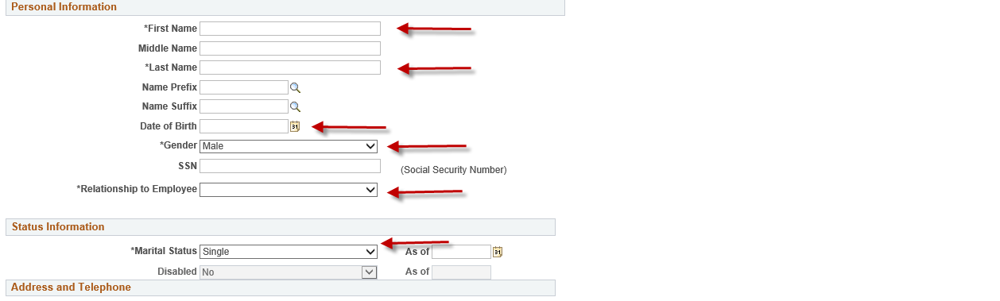 Personal Information
*First Name
Middle Name
*Last Name
Name Prefix
Name Suffix
Date of Birth 31
*Gender Male
SSN (Social Security Number)
*Relationship to Employee
Status Information
*Marital Status Single As of 31
Disabled No As of
Address and Telephone